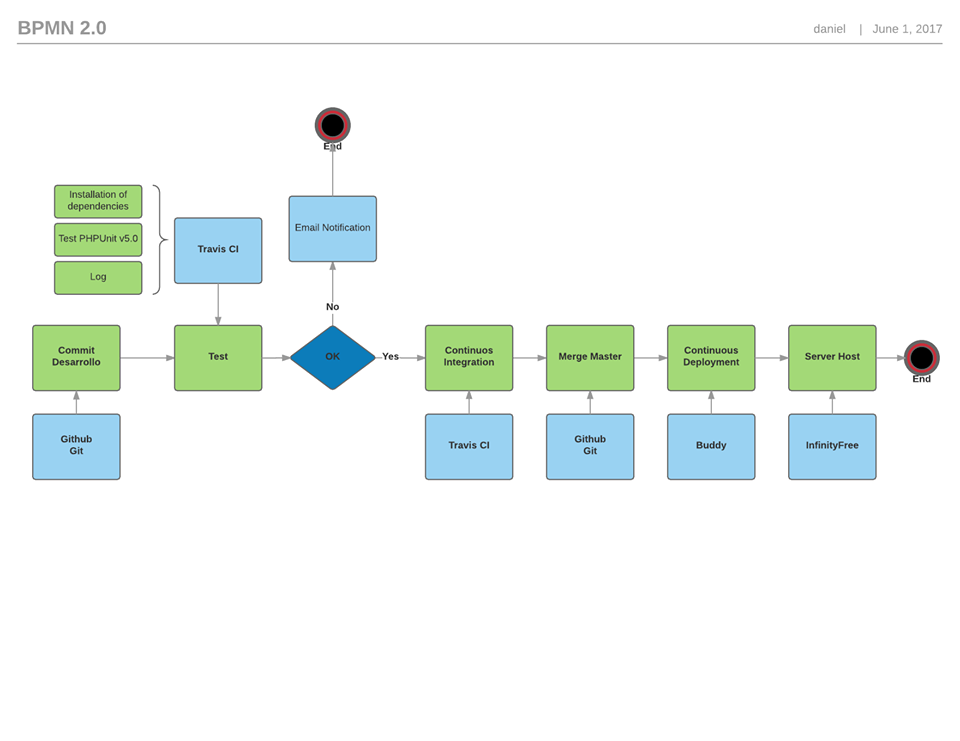 BPMN 2.0
daniel | June 1, 2017
End
Installation of
dependencies
Test PHPUnit v5.0
Log
Travis CI
Email Notification
No
Commit
Desarrollo
Test
OK
Yes
Continuos
Integration
Merge Master
Continuous
Deployment
Server Host
End
Github
Git
Travis CI
Github
Git
Buddy
InfinityFree